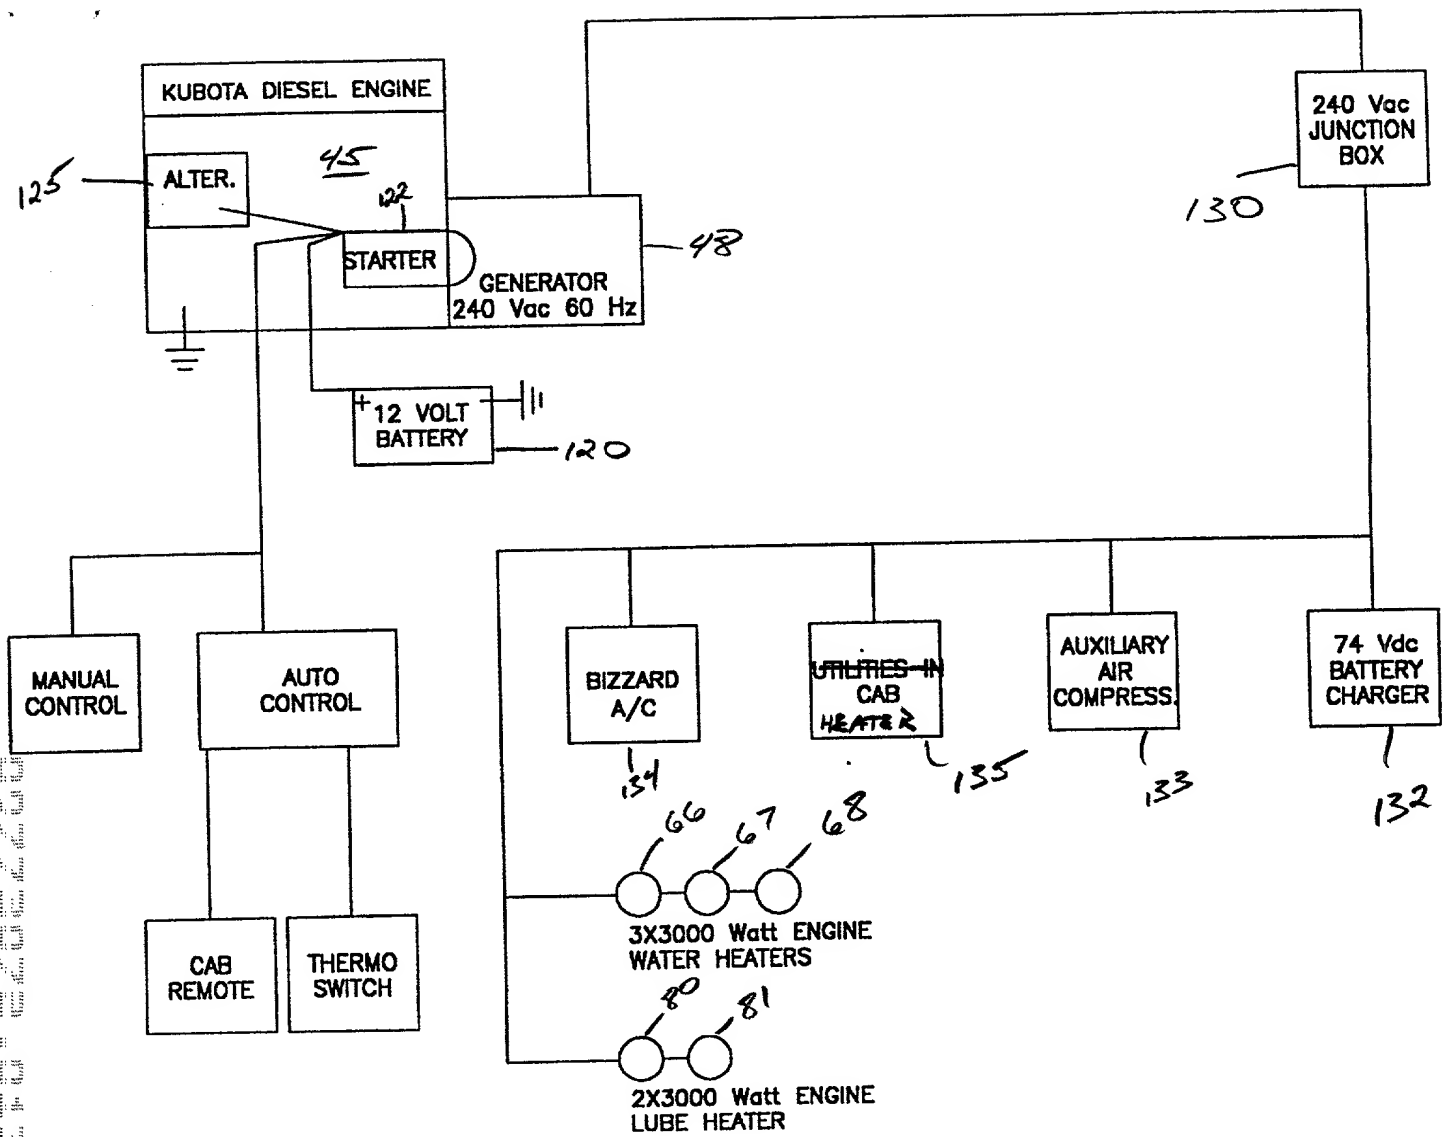 KUBOTA DIESEL ENGINE
45
125
ALTER.
122
STARTER
48
GENERATOR
240 Vac 60 Hz
240 Vac
JUNCTION
BOX
130
+
12 VOLT
BATTERY
120
MANUAL
CONTROL
AUTO
CONTROL
CAB
REMOTE
THERMO
SWITCH
BIZZARD
A/C
134
UTILITIES IN
CAB
HEATER
135
AUXILIARY
AIR
COMPRESS.
133
74 Vdc
BATTERY
CHARGER
132
66
67
68
3X3000 Watt ENGINE
WATER HEATERS
80
81
2X3000 Watt ENGINE
LUBE HEATER